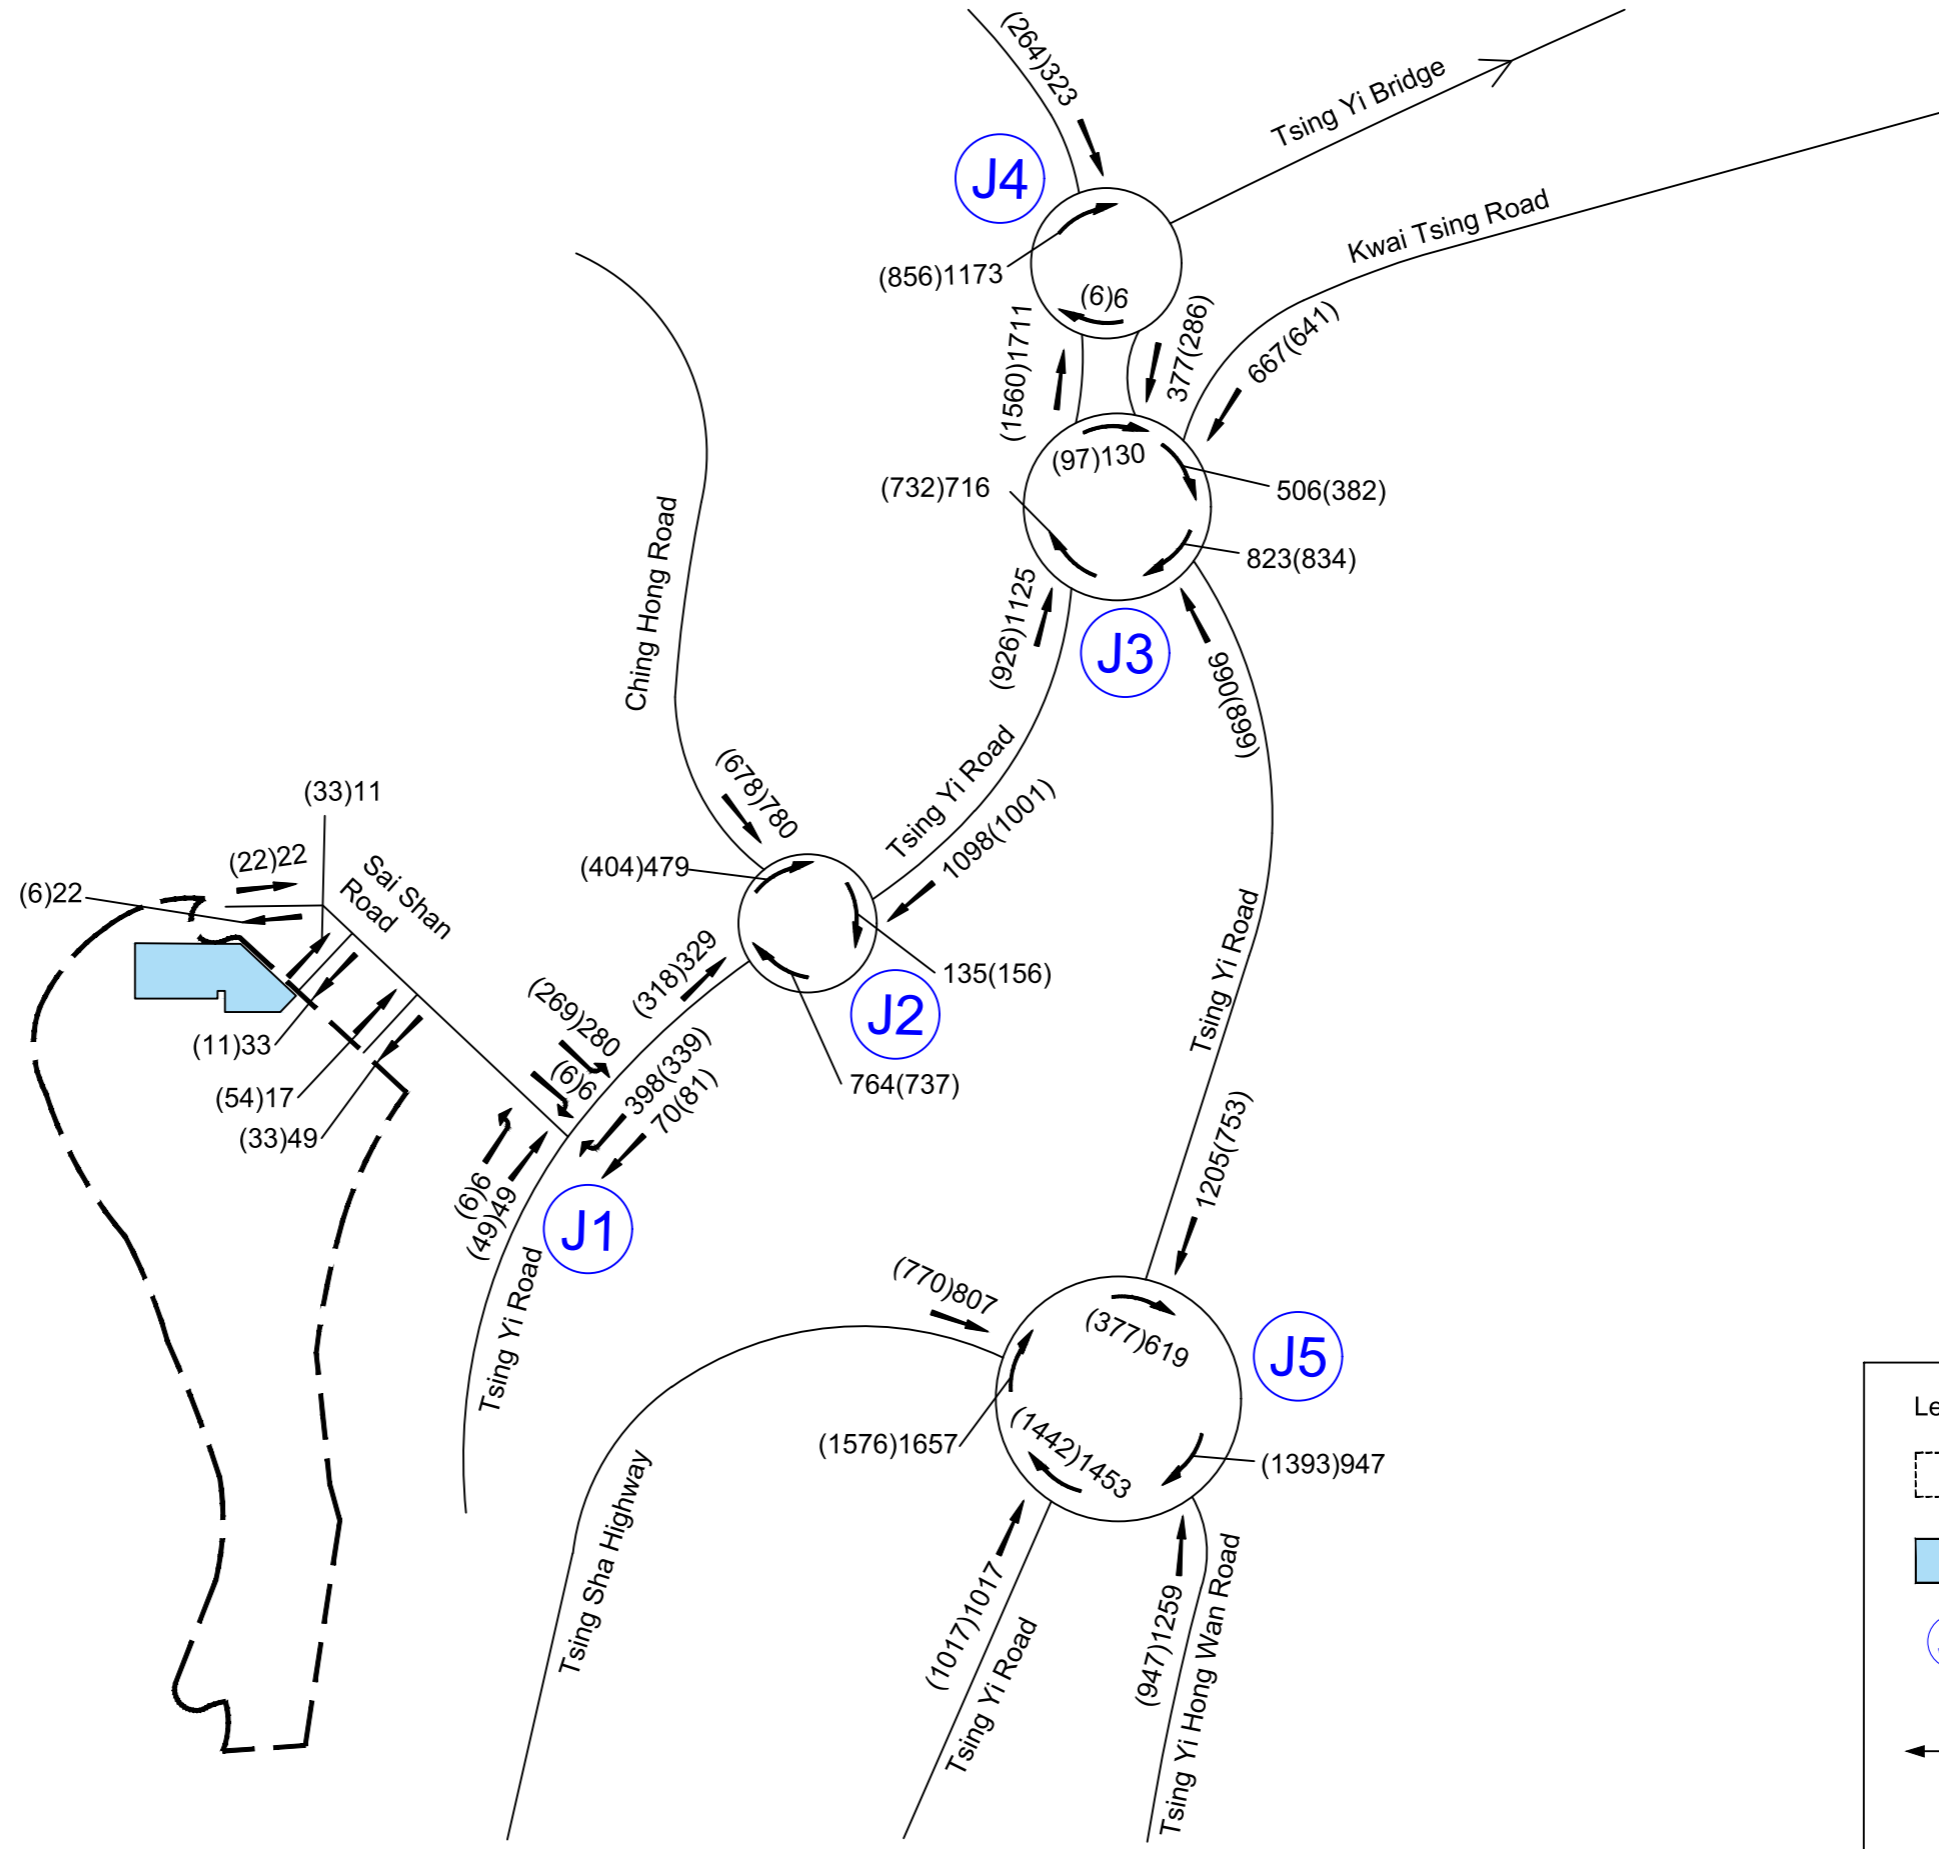 (264)323
Tsing Yi Bridge
J4
Kwai Tsing Road
(856)1173
(6)6
(1560)1711
377(286)
667(641)
(97)130
(732)716
506(382)
823(834)
Ching Hong Road
(926)1125
J3
990(899)
Tsing Yi Road
(678)780
1098(1001)
(33)11
(22)22
Sai Shan
Road
(6)22
(404)479
Tsing Yi Road
(318)329
135(156)
(269)280
J2
(11)33
(6)6
398(339)
70(81)
764(737)
(54)17
(33)49
(6)6
(49)49
J1
1205(753)
Tsing Yi Road
(770)807
(377)619
J5
(1576)1657
(1442)1453
(1393)947
Le
Tsing Sha Highway
(1017)1017
Tsing Yi Road
(947)1259
Tsing Yi Hong Wan Road